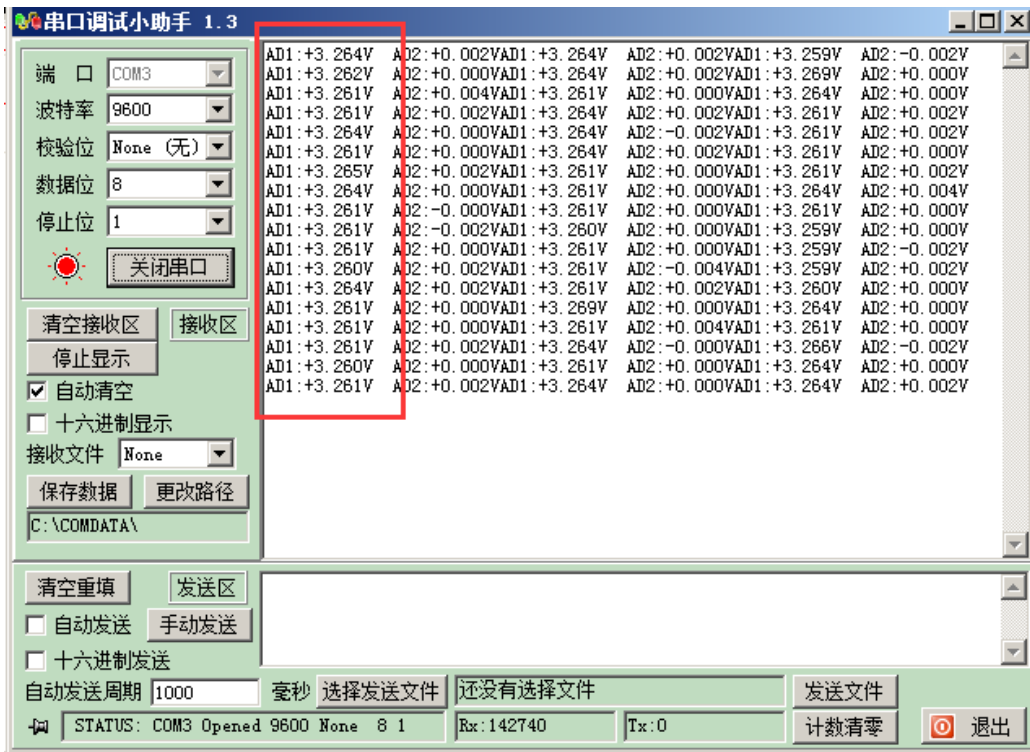 串口调试小助手 1.3
端 口 COM3
波特率 9600
校验位 None (无)
数据位 8
停止位 1
关闭串口
清空接收区 接收区
停止显示
自动清空
十六进制显示
接收文件 None
保存数据 更改路径
C:\COMDATA\
AD1:+3.264V AD2:+0.002VAD1:+3.264V AD2:+0.002VAD1:+3.259V AD2:-0.002V
AD1:+3.262V AD2:+0.000VAD1:+3.264V AD2:+0.002VAD1:+3.269V AD2:+0.000V
AD1:+3.261V AD2:+0.004VAD1:+3.261V AD2:+0.000VAD1:+3.264V AD2:+0.000V
AD1:+3.261V AD2:+0.002VAD1:+3.264V AD2:+0.002VAD1:+3.261V AD2:+0.002V
AD1:+3.264V AD2:+0.000VAD1:+3.264V AD2:-0.002VAD1:+3.261V AD2:+0.002V
AD1:+3.261V AD2:+0.000VAD1:+3.264V AD2:+0.002VAD1:+3.261V AD2:+0.000V
AD1:+3.265V AD2:+0.002VAD1:+3.261V AD2:+0.000VAD1:+3.261V AD2:+0.002V
AD1:+3.264V AD2:+0.000VAD1:+3.261V AD2:+0.000VAD1:+3.264V AD2:+0.004V
AD1:+3.261V AD2:-0.000VAD1:+3.261V AD2:+0.000VAD1:+3.261V AD2:+0.000V
AD1:+3.261V AD2:-0.002VAD1:+3.260V AD2:+0.000VAD1:+3.259V AD2:+0.000V
AD1:+3.261V AD2:+0.000VAD1:+3.261V AD2:+0.000VAD1:+3.259V AD2:-0.002V
AD1:+3.260V AD2:+0.002VAD1:+3.261V AD2:-0.004VAD1:+3.259V AD2:+0.002V
AD1:+3.264V AD2:+0.002VAD1:+3.261V AD2:+0.002VAD1:+3.260V AD2:+0.000V
AD1:+3.261V AD2:+0.000VAD1:+3.269V AD2:+0.000VAD1:+3.264V AD2:+0.000V
AD1:+3.261V AD2:+0.000VAD1:+3.261V AD2:+0.004VAD1:+3.261V AD2:+0.000V
AD1:+3.261V AD2:+0.002VAD1:+3.264V AD2:-0.000VAD1:+3.266V AD2:-0.002V
AD1:+3.260V AD2:+0.000VAD1:+3.261V AD2:+0.000VAD1:+3.264V AD2:+0.000V
AD1:+3.261V AD2:+0.002VAD1:+3.264V AD2:+0.000VAD1:+3.264V AD2:+0.002V
清空重填 发送区
自动发送 手动发送
十六进制发送
自动发送周期 1000 毫秒 选择发送文件 还没有选择文件 发送文件
STATUS: COM3 Opened 9600 None 8 1 Rx:142740 Tx:0 计数清零 退出